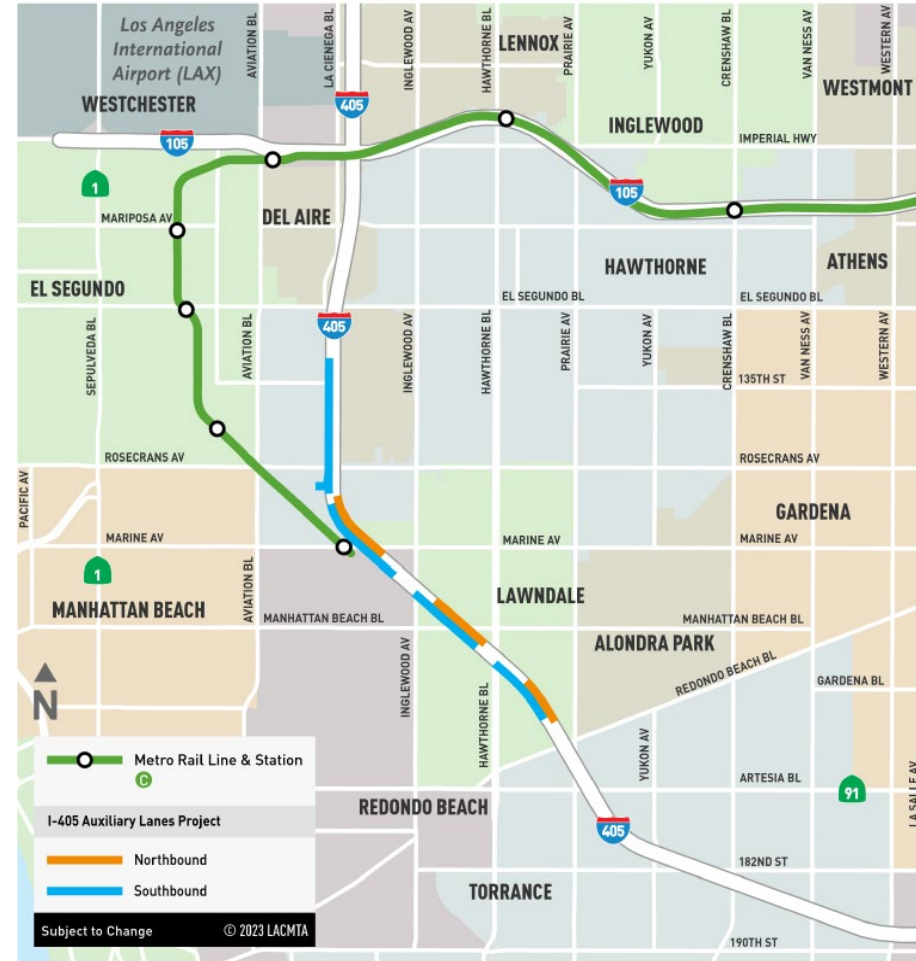 Los Angeles
International
Airport (LAX)
WESTCHESTER
AVIATION BL
LA CIENEGA BL
405
INGLEWOOD AV
HAWTHORNE BL
LENNOX
PRAIRIE AV
YUKON AV
CRENSHAW BL
VAN NESS AV
WESTERN AV
WESTMONT
INGLEWOOD
IMPERIAL HWY
105
105
1
MARIPOSA AV
DEL AIRE
HAWTHORNE
ATHENS
EL SEGUNDO
EL SEGUNDO BL
EL SEGUNDO BL
405
SEPULVEDA BL
AVIATION BL
INGLEWOOD AV
HAWTHORNE BL
PRAIRIE AV
YUKON AV
CRENSHAW BL
VAN NESS AV
WESTERN AV
135TH ST
ROSECRANS AV
ROSECRANS AV
PACIFIC AV
GARDENA
MARINE AV
MARINE AV
MARINE AV
1
MANHATTAN BEACH
AVIATION BL
LAWNDALE
MANHATTAN BEACH BL
MANHATTAN BEACH BL
ALONDRA PARK
INGLEWOOD AV
REDONDO BEACH BL
GARDENA BL
N
HAWTHORNE BL
YUKON AV
ARTESIA BL
91
LA SALLE AV
REDONDO BEACH
405
182ND ST
TORRANCE
190TH ST
Metro Rail Line & Station
C
I-405 Auxiliary Lanes Project
Northbound
Southbound
Subject to Change
© 2023 LACMTA